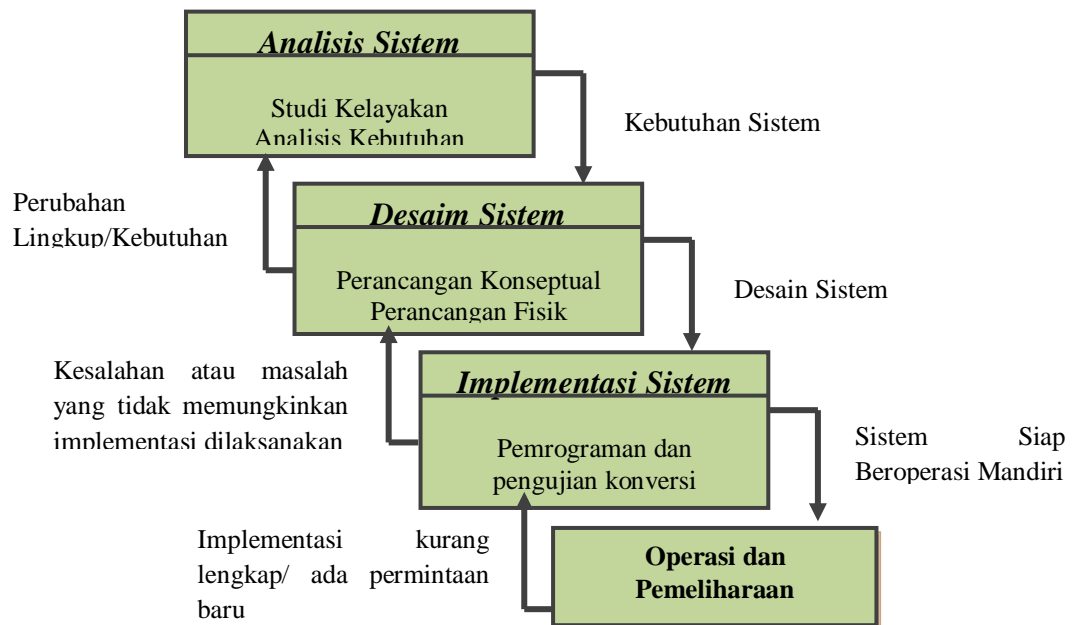 Analisis Sistem
Studi Kelayakan
Analisis Kebutuhan
Kebutuhan Sistem
Perubahan
Lingkup/Kebutuhan
Desaim Sistem
Perancangan Konseptual
Perancangan Fisik
Desain Sistem
Kesalahan atau masalah
yang tidak memungkinkan
implementasi dilaksanakan
Implementasi Sistem
Pemrograman dan
pengujian konversi
Sistem Siap
Beroperasi Mandiri
Implementasi kurang
lengkap/ ada permintaan
baru
Operasi dan
Pemeliharaan